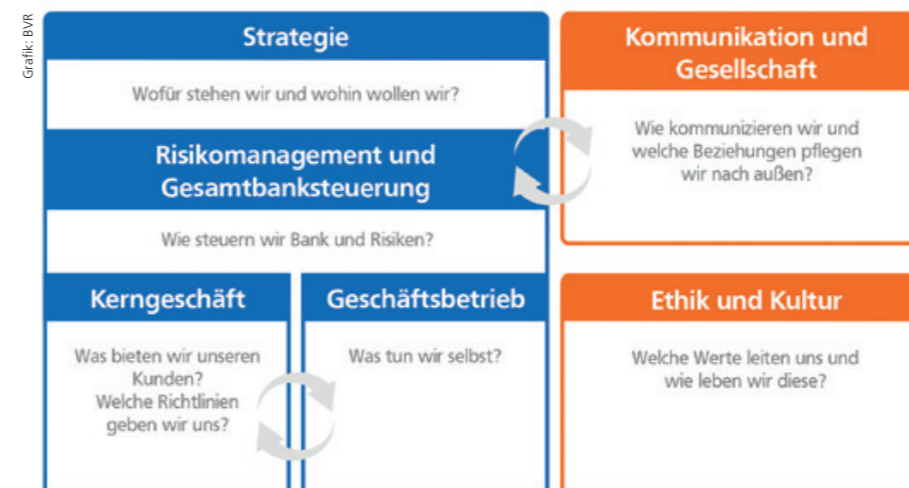 Grafik: BVR
Strategie
Wofür stehen wir und wohin wollen wir?
Risikomanagement und
Gesamtbanksteuerung
Wie steuern wir Bank und Risiken?
Kerngeschäft
Was bieten wir unseren
Kunden?
Welche Richtlinien
geben wir uns?
Geschäftsbetrieb
Was tun wir selbst?
Kommunikation und
Gesellschaft
Wie kommunizieren wir und
welche Beziehungen pflegen
wir nach außen?
Ethik und Kultur
Welche Werte leiten uns und
wie leben wir diese?